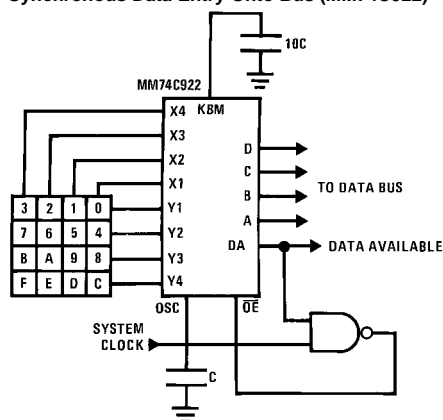 Synchronous Data Entry Onto Bus (MM74C922)
10C
MM74C922
KBM
X4
X3
X2
X1
Y1
Y2
Y3
Y4
D
C
B
A
DA
TO DATA BUS
DATA AVAILABLE
3 2 1 0
7 6 5 4
B A 9 8
F E D C
OSC
OE
SYSTEM
CLOCK
C